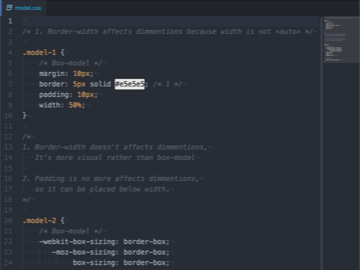 model.css
1
2 /* 1. Border-width affects dimmentions because width is not «auto» */
3
4 .model-1 {
5 /* Box-model */
6 margin: 10px;
7 border: 5px solid #e5e5e5; /* 1 */
8 padding: 10px;
9 width: 50%;
10 }
11
12 /*
13 1. Border-width doesn't affects dimmentions,
14 It's more visual rather than box-model
15
16 2. Padding is no more affects dimmentions,
17 so it can be placed below width.
18 */
19
20 .model-2 {
21 /* Box-model */
22 -webkit-box-sizing: border-box;
23 -moz-box-sizing: border-box;
24 box-sizing: border-box;